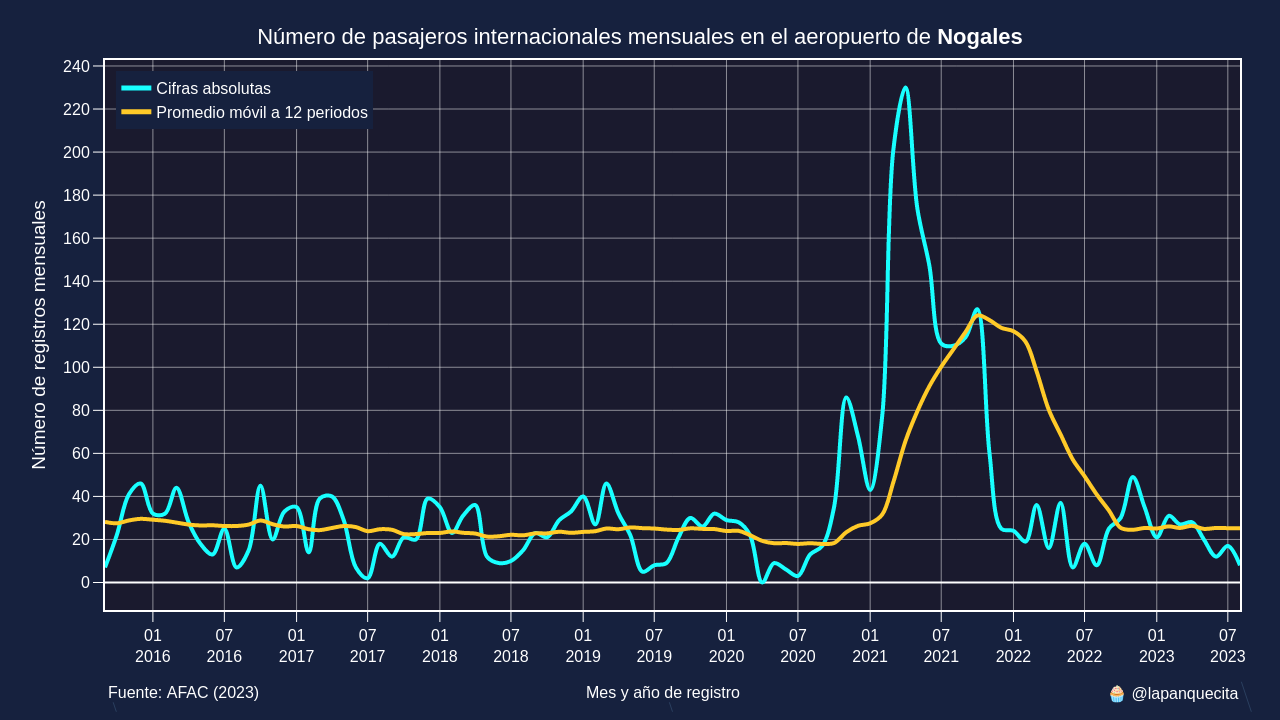 Número de pasajeros internacionales mensuales en el aeropuerto de Nogales
Cifras absolutas
Promedio móvil a 12 periodos
Número de registros mensuales
240
220
200
180
160
140
120
100
80
60
40
20
0
01 07 01 07 01 07 01 07 01 07 01 07 01 07 01 07
2016 2016 2017 2017 2018 2018 2019 2019 2020 2020 2021 2021 2022 2022 2023 2023
Fuente: AFAC (2023)
Mes y año de registro
🧁 @lapanquecita